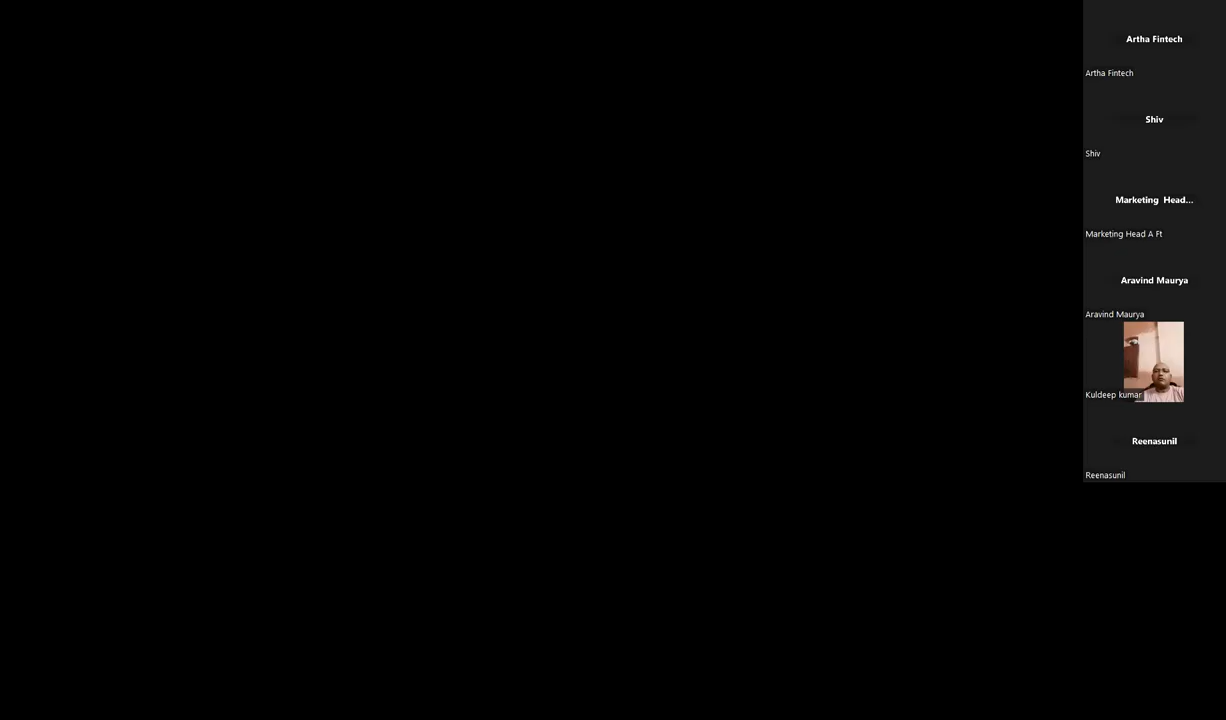 Artha Fintech
Artha Fintech
Shiv
Shiv
Marketing Head...
Marketing Head A Ft
Aravind Maurya
Aravind Maurya
Kuldeep kumar
Reenasunil
Reenasunil